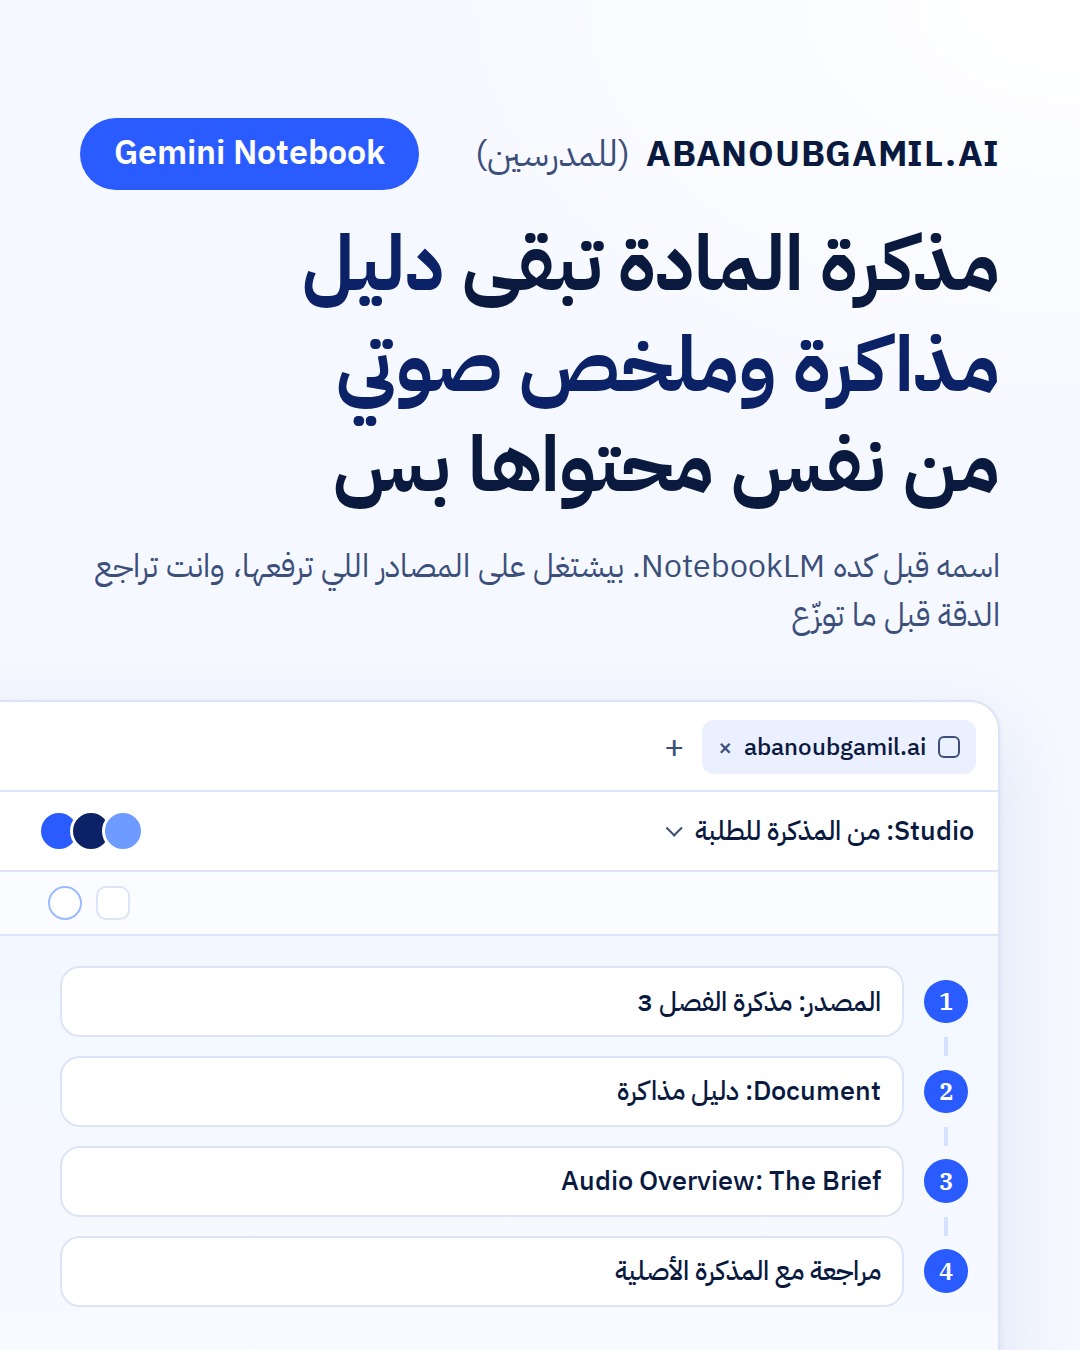 ABANOUBGAMIL.AI (للمدرسين)
Gemini Notebook
مذكرة المادة تبقى دليل
مذاكرة وملخص صوتي
من نفس محتواها بس
اسمه قبل كده NotebookLM. بيشتغل على المصادر اللي ترفعها، وانت تراجع
الدقة قبل ما توزّع
abanoubgamil.ai × +
Studio: من المذكرة للطلبة
1 المصدر: مذكرة الفصل 3
2 Document: دليل مذاكرة
3 Audio Overview: The Brief
4 مراجعة مع المذكرة الأصلية